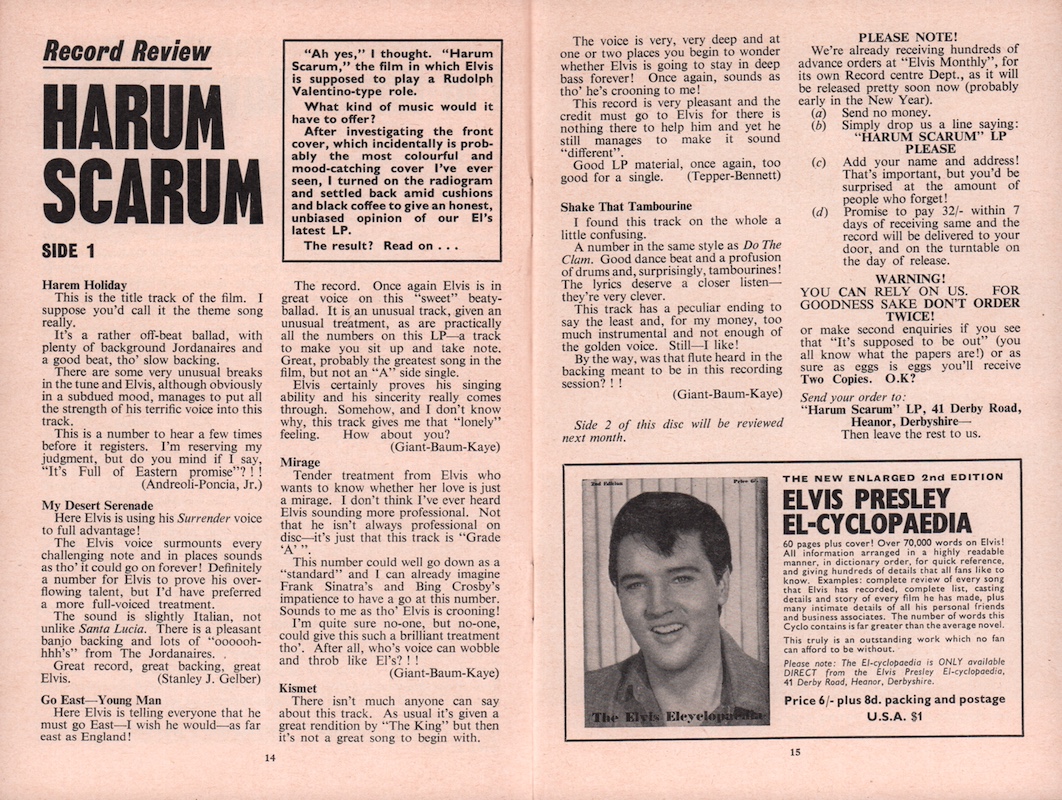 Record Review
HARUM
SCARUM
SIDE 1
"Ah yes," I thought. "Harum
Scarum," the film in which Elvis
is supposed to play a Rudolph
Valentino-type role.
What kind of music would it
have to offer?
After investigating the front
cover, which incidentally is prob-
ably the most colourful and
mood-catching cover I've ever
seen, I turned on the radiogram
and settled back amid cushions
and black coffee to give an honest,
unbiased opinion of our El's
latest LP.
The result? Read on . . .
Harem Holiday
This is the title track of the film. I
suppose you'd call it the theme song
really.
It's a rather off-beat ballad, with
plenty of background Jordanaires and
a good beat, tho' slow backing.
There are some very unusual breaks
in the tune and Elvis, although obviously
in a subdued mood, manages to put all
the strength of his terrific voice into this
track.
This is a number to hear a few times
before it registers. I'm reserving my
judgment, but do you mind if I say,
"It's Full of Eastern promise"? ! !
(Andreoli-Poncia, Jr.)
My Desert Serenade
Here Elvis is using his Surrender voice
to full advantage!
The Elvis voice surmounts every
challenging note and in places sounds
as tho' it could go on forever! Definitely
a number for Elvis to prove his over-
flowing talent, but I'd have preferred
a more full-voiced treatment.
The sound is slightly Italian, not
unlike Santa Lucia. There is a pleasant
banjo backing and lots of "ooooooh-
hhh's" from The Jordanaires.
Great record, great backing, great
Elvis. (Stanley J. Gelber)
Go East—Young Man
Here Elvis is telling everyone that he
must go East—I wish he would—as far
east as England!
14
The record. Once again Elvis is in
great voice on this "sweet" beaty-
ballad. It is an unusual track, given an
unusual treatment, as are practically
all the numbers on this LP—a track
to make you sit up and take note.
Great, probably the greatest song in the
film, but not an "A" side single.
Elvis certainly proves his singing
ability and his sincerity really comes
through. Somehow, and I don't know
why, this track gives me that "lonely"
feeling. How about you?
(Giant-Baum-Kaye)
Mirage
Tender treatment from Elvis who
wants to know whether her love is just
a mirage. I don't think I've ever heard
Elvis sounding more professional. Not
that he isn't always professional on
disc—it's just that this track is "Grade
'A' ".
This number could well go down as a
"standard" and I can already imagine
Frank Sinatra's and Bing Crosby's
impatience to have a go at this number.
Sounds to me as tho' Elvis is crooning!
I'm quite sure no-one, but no-one,
could give this such a brilliant treatment
tho'. After all, who's voice can wobble
and throb like El's? ! !
(Giant-Baum-Kaye)
Kismet
There isn't much anyone can say
about this track. As usual it's given a
great rendition by "The King" but then
it's not a great song to begin with.
The voice is very, very deep and at
one or two places you begin to wonder
whether Elvis is going to stay in deep
bass forever! Once again, sounds as
tho' he's crooning to me!
This record is very pleasant and the
credit must go to Elvis for there is
nothing there to help him and yet he
still manages to make it sound
"different".
Good LP material, once again, too
good for a single. (Tepper-Bennett)
Shake That Tambourine
I found this track on the whole a
little confusing.
A number in the same style as Do The
Clam. Good dance beat and a profusion
of drums and, surprisingly, tambourines!
The lyrics deserve a closer listen—
they're very clever.
This track has a peculiar ending to
say the least and, for my money, too
much instrumental and not enough of
the golden voice. Still—I like!
By the way, was that flute heard in the
backing meant to be in this recording
session? ! !
(Giant-Baum-Kaye)
Side 2 of this disc will be reviewed
next month.
PLEASE NOTE!
We're already receiving hundreds of
advance orders at "Elvis Monthly", for
its own Record centre Dept., as it will
be released pretty soon now (probably
early in the New Year).
(a) Send no money.
(b) Simply drop us a line saying:
"HARUM SCARUM" LP
PLEASE
(c) Add your name and address!
That's important, but you'd be
surprised at the amount of
people who forget!
(d) Promise to pay 32/- within 7
days of receiving same and the
record will be delivered to your
door, and on the turntable on
the day of release.
WARNING!
YOU CAN RELY ON US. FOR
GOODNESS SAKE DON'T ORDER
TWICE!
or make second enquiries if you see
that "It's supposed to be out" (you
all know what the papers are!) or as
sure as eggs is eggs you'll receive
Two Copies. O.K?
Send your order to:
"Harum Scarum" LP, 41 Derby Road,
Heanor, Derbyshire—
Then leave the rest to us.
2nd Edition
Price 6/-
The Elvis Elcyclopaedia
THE NEW ENLARGED 2nd EDITION
ELVIS PRESLEY
EL-CYCLOPAEDIA
60 pages plus cover! Over 70,000 words on Elvis!
All information arranged in a highly readable
manner, in dictionary order, for quick reference,
and giving hundreds of details that all fans like to
know. Examples: complete review of every song
that Elvis has recorded, complete list, casting
details and story of every film he has made, plus
many intimate details of all his personal friends
and business associates. The number of words this
Cyclo contains is far greater than the average novel.
This truly is an outstanding work which no fan
can afford to be without.
Please note: The El-cyclopaedia is ONLY available
DIRECT from the Elvis Presley El-cyclopaedia,
41 Derby Road, Heanor, Derbyshire.
Price 6/- plus 8d. packing and postage
U.S.A. $1
15